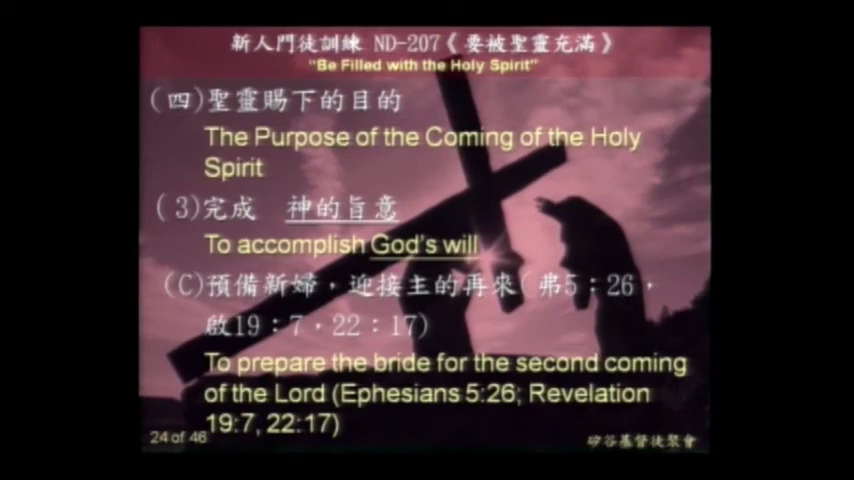 新人門徒訓練 ND-207《要被聖靈充滿》
"Be Filled with the Holy Spirit"
(四)聖靈賜下的目的
The Purpose of the Coming of the Holy
Spirit
(3)完成 神的旨意
To accomplish God's will
(C)預備新婦，迎接主的再來(弗5：26，
啟19：7，22：17)
To prepare the bride for the second coming
of the Lord (Ephesians 5:26; Revelation
19:7, 22:17)
24 of 46
矽谷基督徒聚會